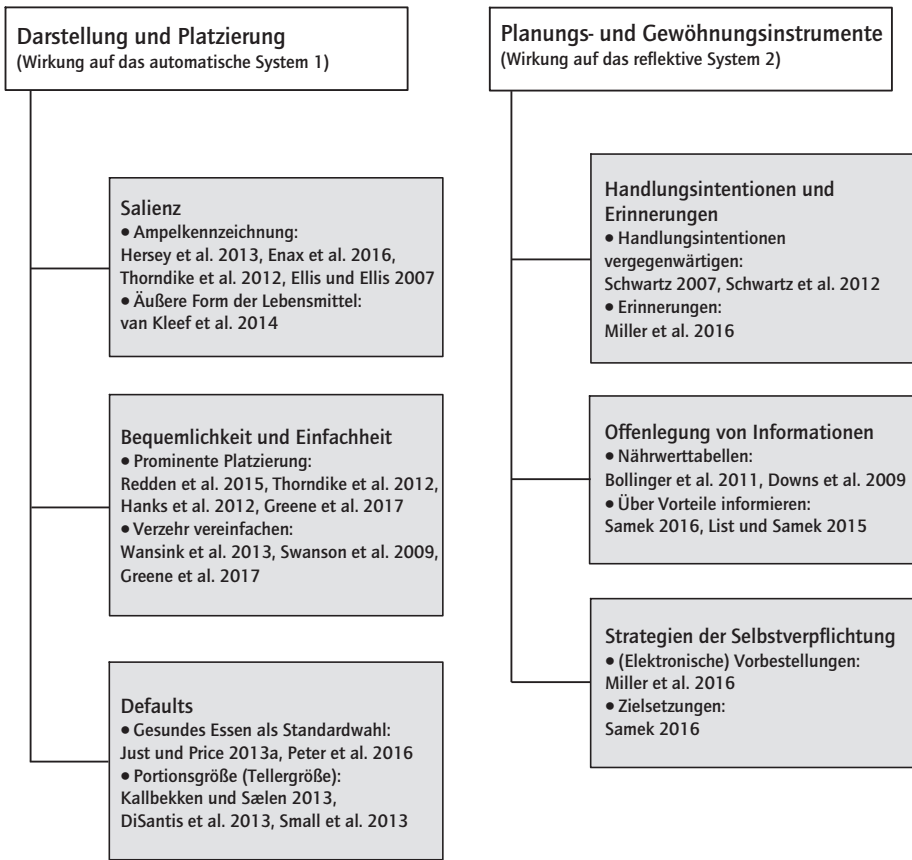 Darstellung und Platzierung
(Wirkung auf das automatische System 1)
Salienz
• Ampelkennzeichnung:
Hersey et al. 2013, Enax et al. 2016,
Thorndike et al. 2012, Ellis und Ellis 2007
• Äußere Form der Lebensmittel:
van Kleef et al. 2014
Bequemlichkeit und Einfachheit
• Prominente Platzierung:
Redden et al. 2015, Thorndike et al. 2012,
Hanks et al. 2012, Greene et al. 2017
• Verzehr vereinfachen:
Wansink et al. 2013, Swanson et al. 2009,
Greene et al. 2017
Defaults
• Gesundes Essen als Standardwahl:
Just und Price 2013a, Peter et al. 2016
• Portionsgröße (Tellergröße):
Kallbekken und Sælen 2013,
DiSantis et al. 2013, Small et al. 2013
Planungs- und Gewöhnungsinstrumente
(Wirkung auf das reflektive System 2)
Handlungsintentionen und
Erinnerungen
• Handlungsintentionen
vergegenwärtigen:
Schwartz 2007, Schwartz et al. 2012
• Erinnerungen:
Miller et al. 2016
Offenlegung von Informationen
• Nährwerttabellen:
Bollinger et al. 2011, Downs et al. 2009
• Über Vorteile informieren:
Samek 2016, List und Samek 2015
Strategien der Selbstverpflichtung
• (Elektronische) Vorbestellungen:
Miller et al. 2016
• Zielsetzungen:
Samek 2016